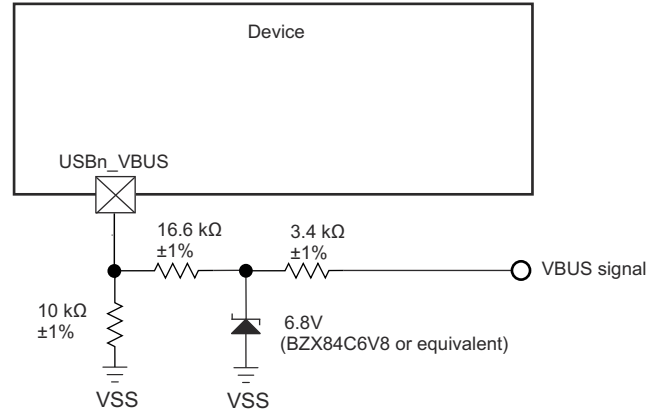 Device
USBn_VBUS
16.6 kΩ
±1%
3.4 kΩ
±1%
VBUS signal
10 kΩ
±1%
6.8V
(BZX84C6V8 or equivalent)
VSS
VSS